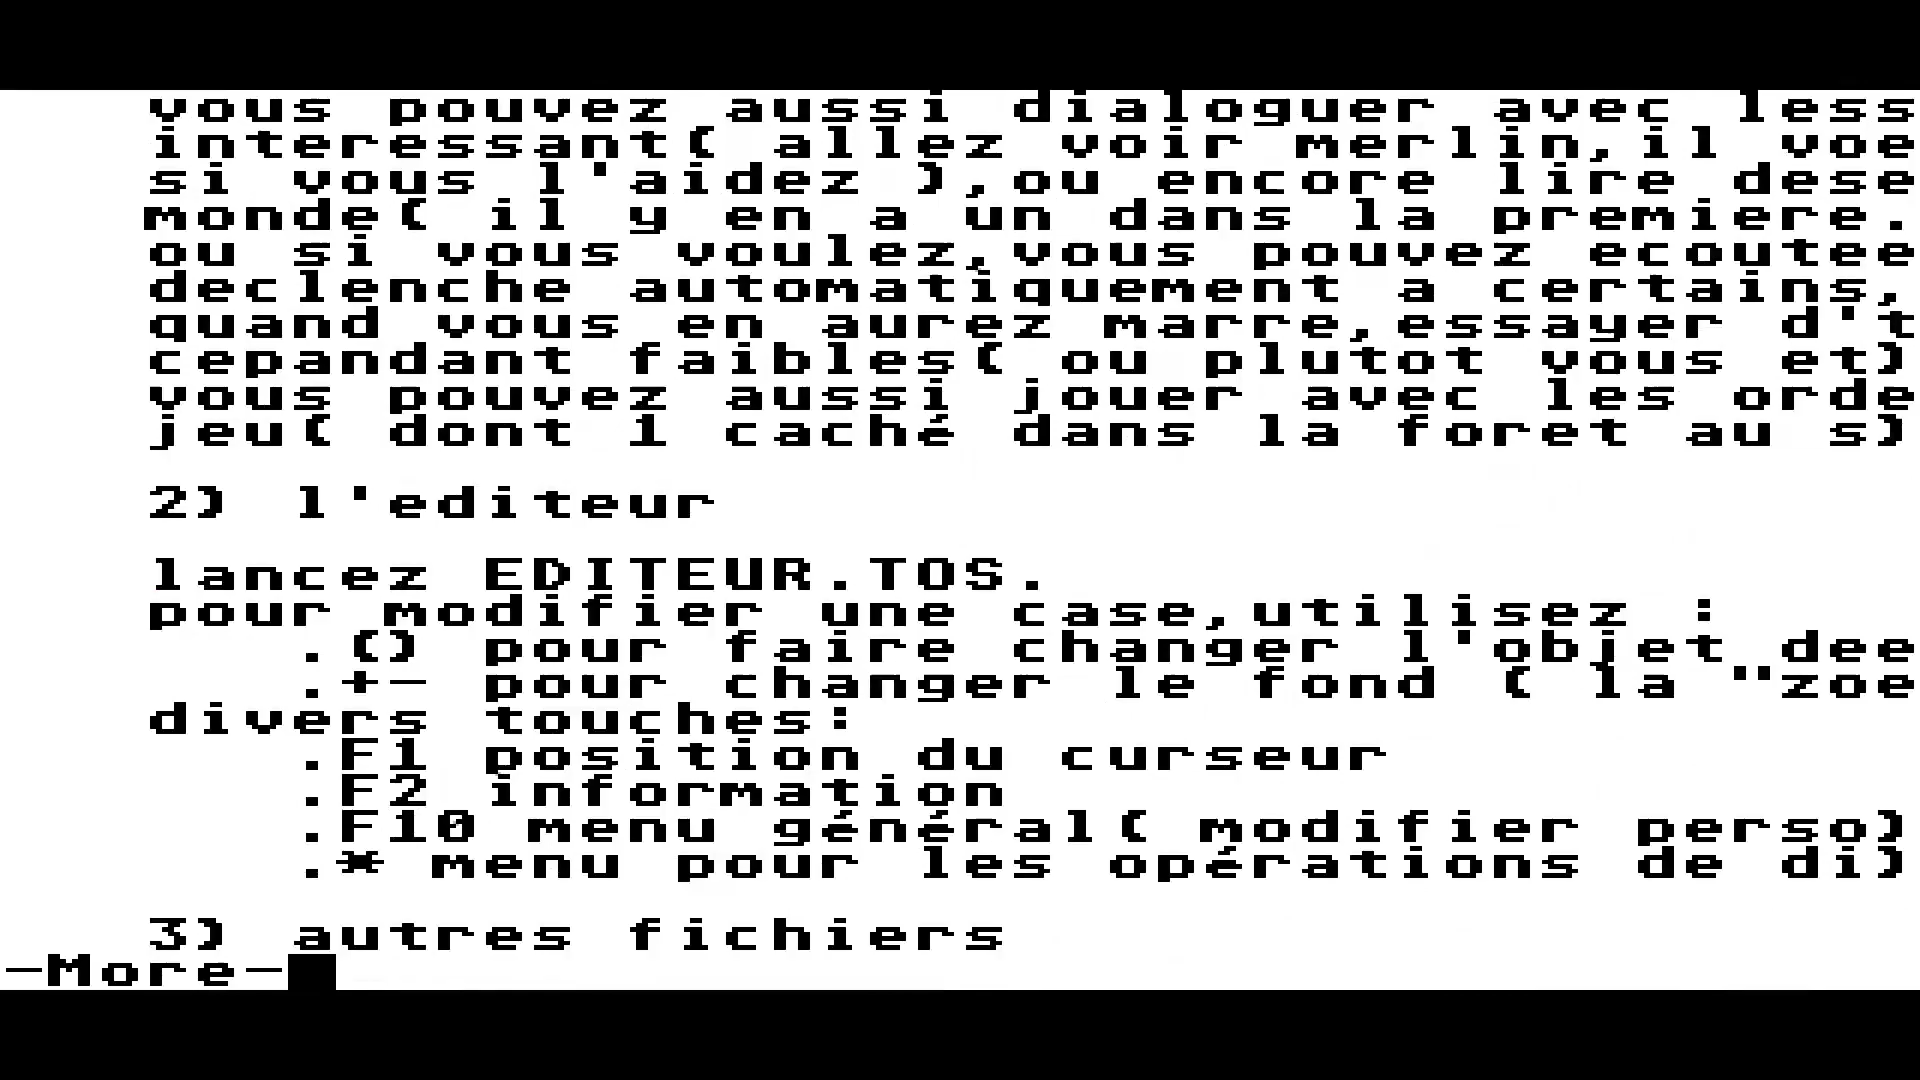 vous pouvez aussi dialoguer avec less
interessant( allez voir merlin,il voe
si vous l'aidez ),ou encore lire dese
monde( il y en a un dans la premiere.
ou si vous voulez,vous pouvez ecoutee
declenche automatiquement a certains,
quand vous en aurez marre,essayer d't
cepandant faibles( ou plutot vous et)
vous pouvez aussi jouer avec les orde
jeu( dont 1 caché dans la foret au s)
2) l'editeur
lancez EDITEUR.TOS.
pour modifier une case,utilisez :
.() pour faire changer l'objet dee
.+- pour changer le fond ( la "zoe
divers touches:
.F1 position du curseur
.F2 information
.F10 menu général( modifier perso)
.* menu pour les opérations de di)
3) autres fichiers
-More-